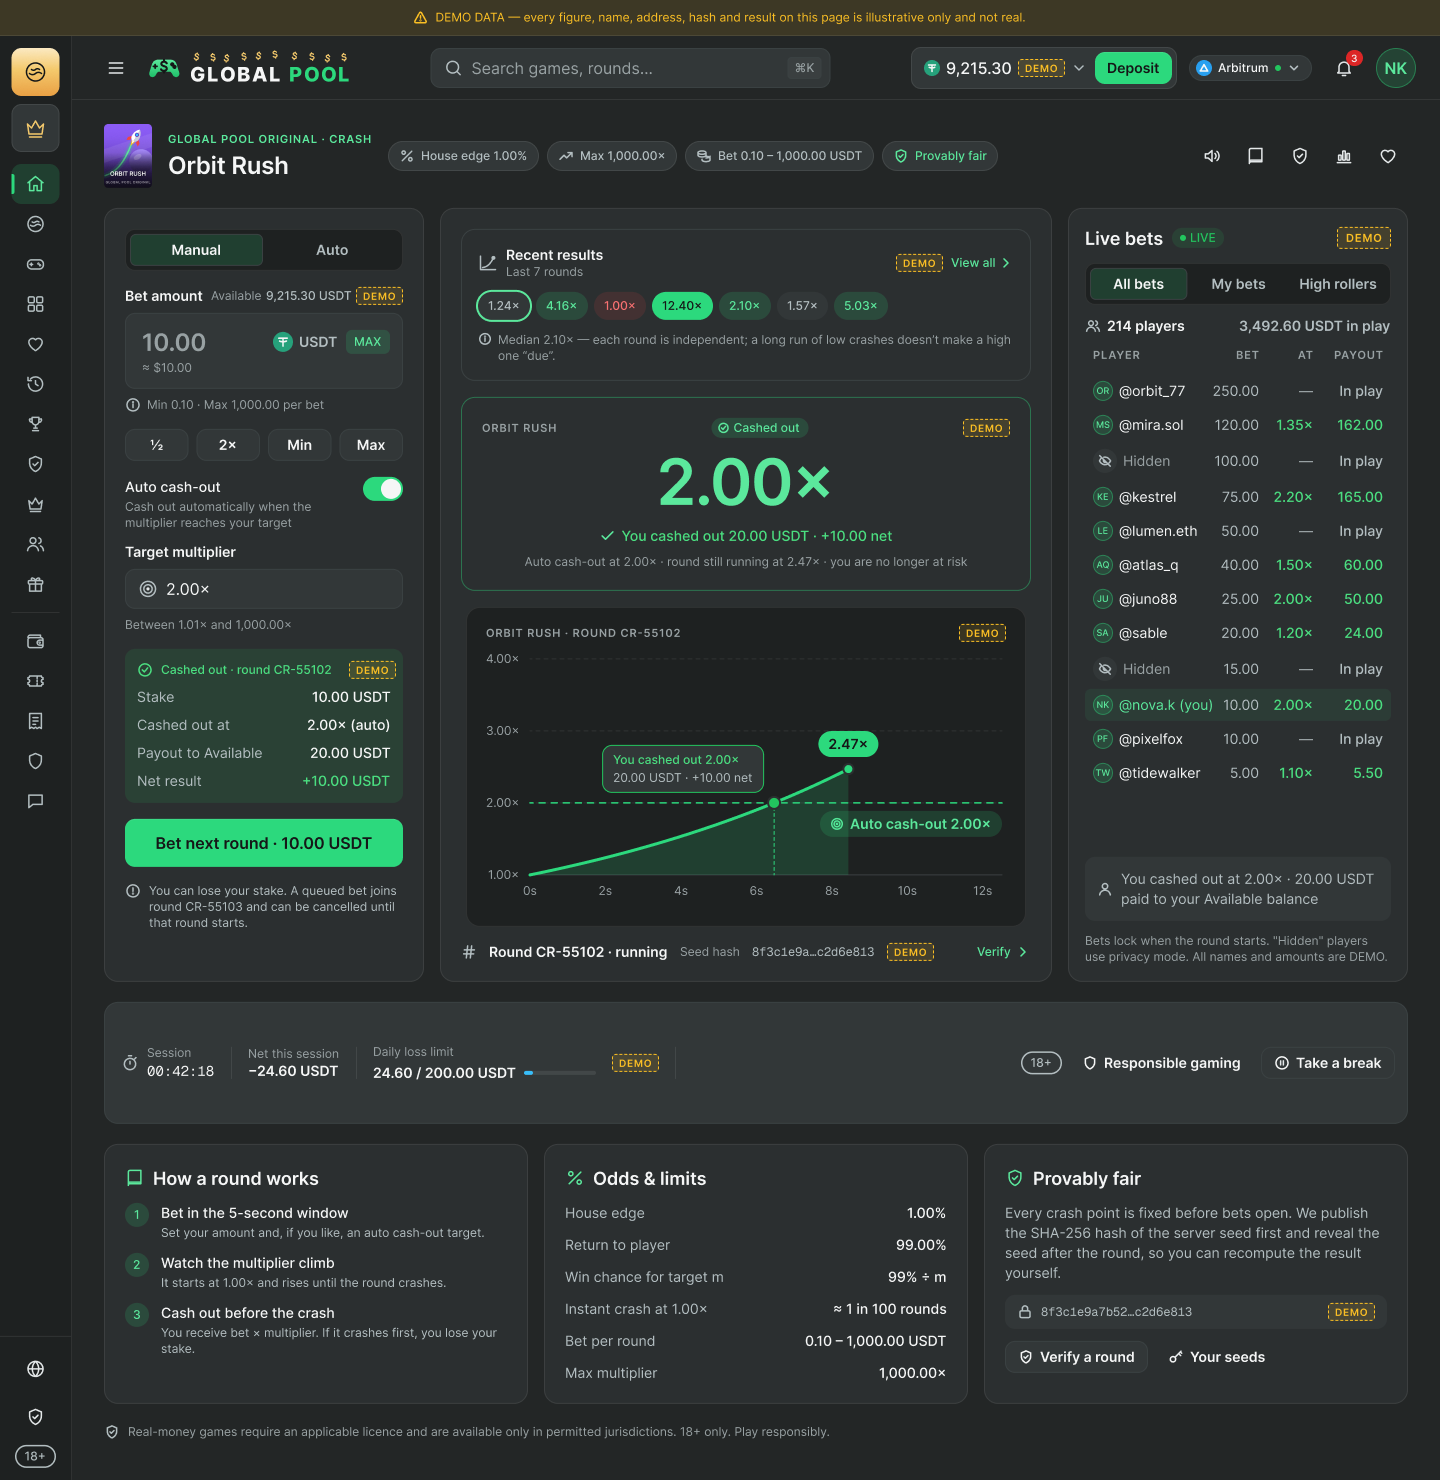 DEMO DATA — every figure, name, address, hash and result on this page is illustrative only and not real.
GLOBAL POOL
Search games, rounds...
⌘K
9,215.30 DEMO
Deposit
Arbitrum
3
NK
ORBIT RUSH
GLOBAL POOL ORIGINAL · CRASH
Orbit Rush
House edge 1.00%
Max 1,000.00×
Bet 0.10 – 1,000.00 USDT
Provably fair
Manual
Auto
Bet amount Available 9,215.30 USDT DEMO
10.00
USDT MAX
≈ $10.00
Min 0.10 · Max 1,000.00 per bet
½
2×
Min
Max
Auto cash-out
Cash out automatically when the
multiplier reaches your target
Target multiplier
2.00×
Between 1.01× and 1,000.00×
Cashed out · round CR-55102 DEMO
Stake 10.00 USDT
Cashed out at 2.00× (auto)
Payout to Available 20.00 USDT
Net result +10.00 USDT
Bet next round · 10.00 USDT
You can lose your stake. A queued bet joins
round CR-55103 and can be cancelled until
that round starts.
Recent results
Last 7 rounds
DEMO View all
1.24× 4.16× 1.00× 12.40× 2.10× 1.57× 5.03×
Median 2.10× — each round is independent; a long run of low crashes doesn't make a high
one “due”.
ORBIT RUSH
Cashed out
DEMO
2.00×
You cashed out 20.00 USDT · +10.00 net
Auto cash-out at 2.00× · round still running at 2.47× · you are no longer at risk
ORBIT RUSH · ROUND CR-55102
DEMO
4.00×
3.00×
2.47×
You cashed out 2.00×
20.00 USDT · +10.00 net
2.00×
Auto cash-out 2.00×
1.00×
0s 2s 4s 6s 8s 10s 12s
Round CR-55102 · running Seed hash 8f3c1e9a…c2d6e813 DEMO Verify
Live bets LIVE DEMO
All bets My bets High rollers
214 players 3,492.60 USDT in play
PLAYER BET AT PAYOUT
OR @orbit_77 250.00 — In play
MS @mira.sol 120.00 1.35× 162.00
Hidden 100.00 — In play
KE @kestrel 75.00 2.20× 165.00
LE @lumen.eth 50.00 — In play
AQ @atlas_q 40.00 1.50× 60.00
JU @juno88 25.00 2.00× 50.00
SA @sable 20.00 1.20× 24.00
Hidden 15.00 — In play
NK @nova.k (you) 10.00 2.00× 20.00
PF @pixelfox 10.00 — In play
TW @tidewalker 5.00 1.10× 5.50
You cashed out at 2.00× · 20.00 USDT
paid to your Available balance
Bets lock when the round starts. "Hidden" players
use privacy mode. All names and amounts are DEMO.
Session
00:42:18
Net this session
−24.60 USDT
Daily loss limit
24.60 / 200.00 USDT
DEMO
18+
Responsible gaming
Take a break
How a round works
1 Bet in the 5-second window
Set your amount and, if you like, an auto cash-out target.
2 Watch the multiplier climb
It starts at 1.00× and rises until the round crashes.
3 Cash out before the crash
You receive bet × multiplier. If it crashes first, you lose your
stake.
Odds & limits
House edge 1.00%
Return to player 99.00%
Win chance for target m 99% ÷ m
Instant crash at 1.00× ≈ 1 in 100 rounds
Bet per round 0.10 – 1,000.00 USDT
Max multiplier 1,000.00×
Provably fair
Every crash point is fixed before bets open. We publish
the SHA-256 hash of the server seed first and reveal the
seed after the round, so you can recompute the result
yourself.
8f3c1e9a7b52…c2d6e813 DEMO
Verify a round
Your seeds
18+
Real-money games require an applicable licence and are available only in permitted jurisdictions. 18+ only. Play responsibly.